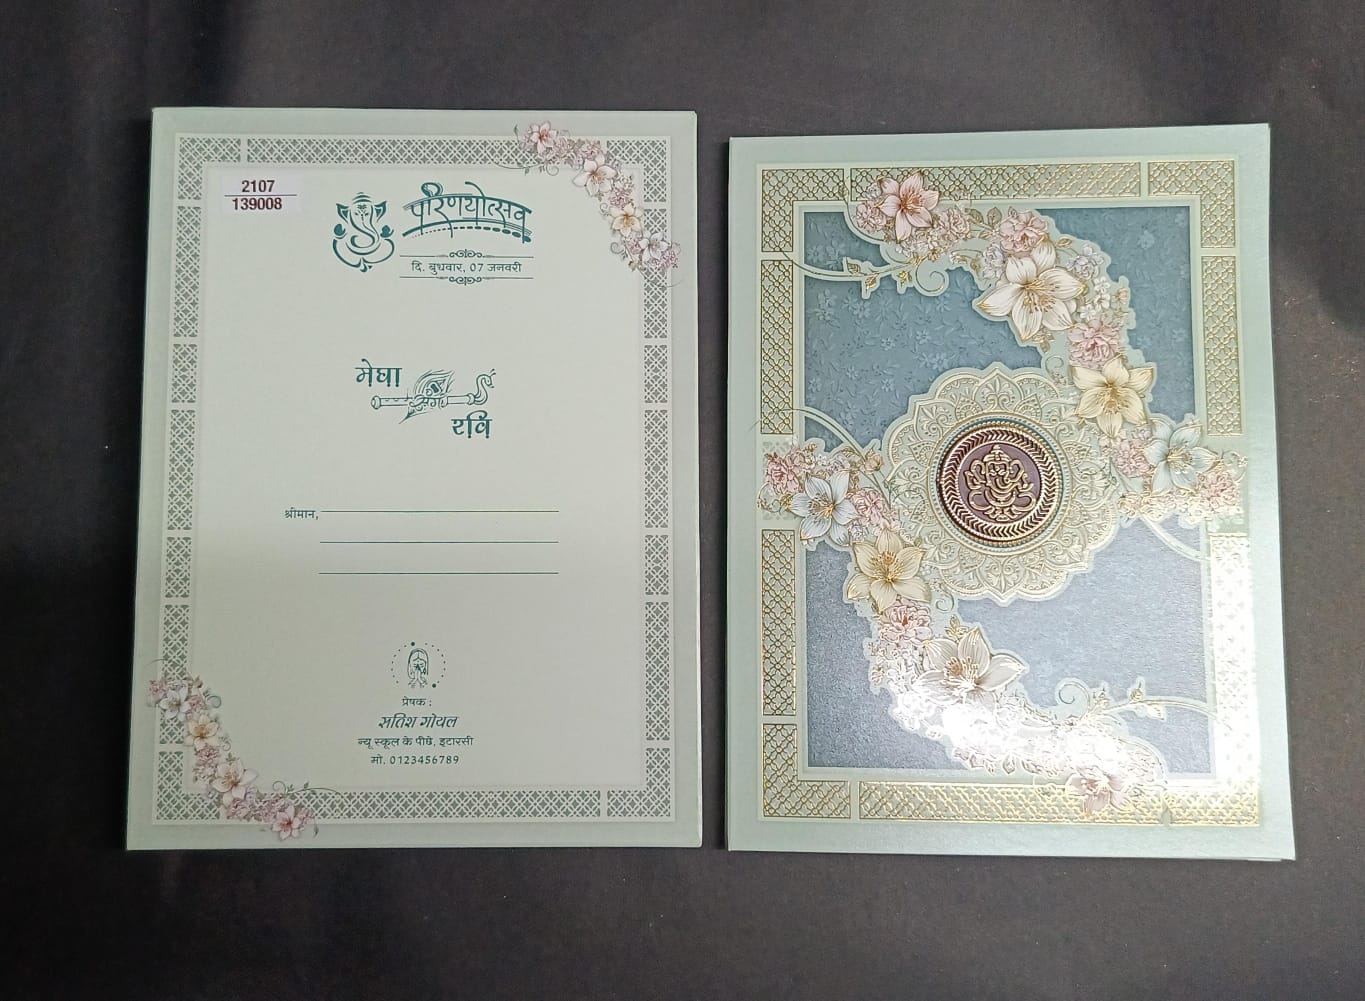 2107
139008
परिणयोत्सव
दि. बुधवार, 07 जनवरी
मेघा
संग
रवि
श्रीमान,
प्रेषक :
सतिश गोयल
न्यू स्कूल के पीछे, इटारसी
मो. 0123456789